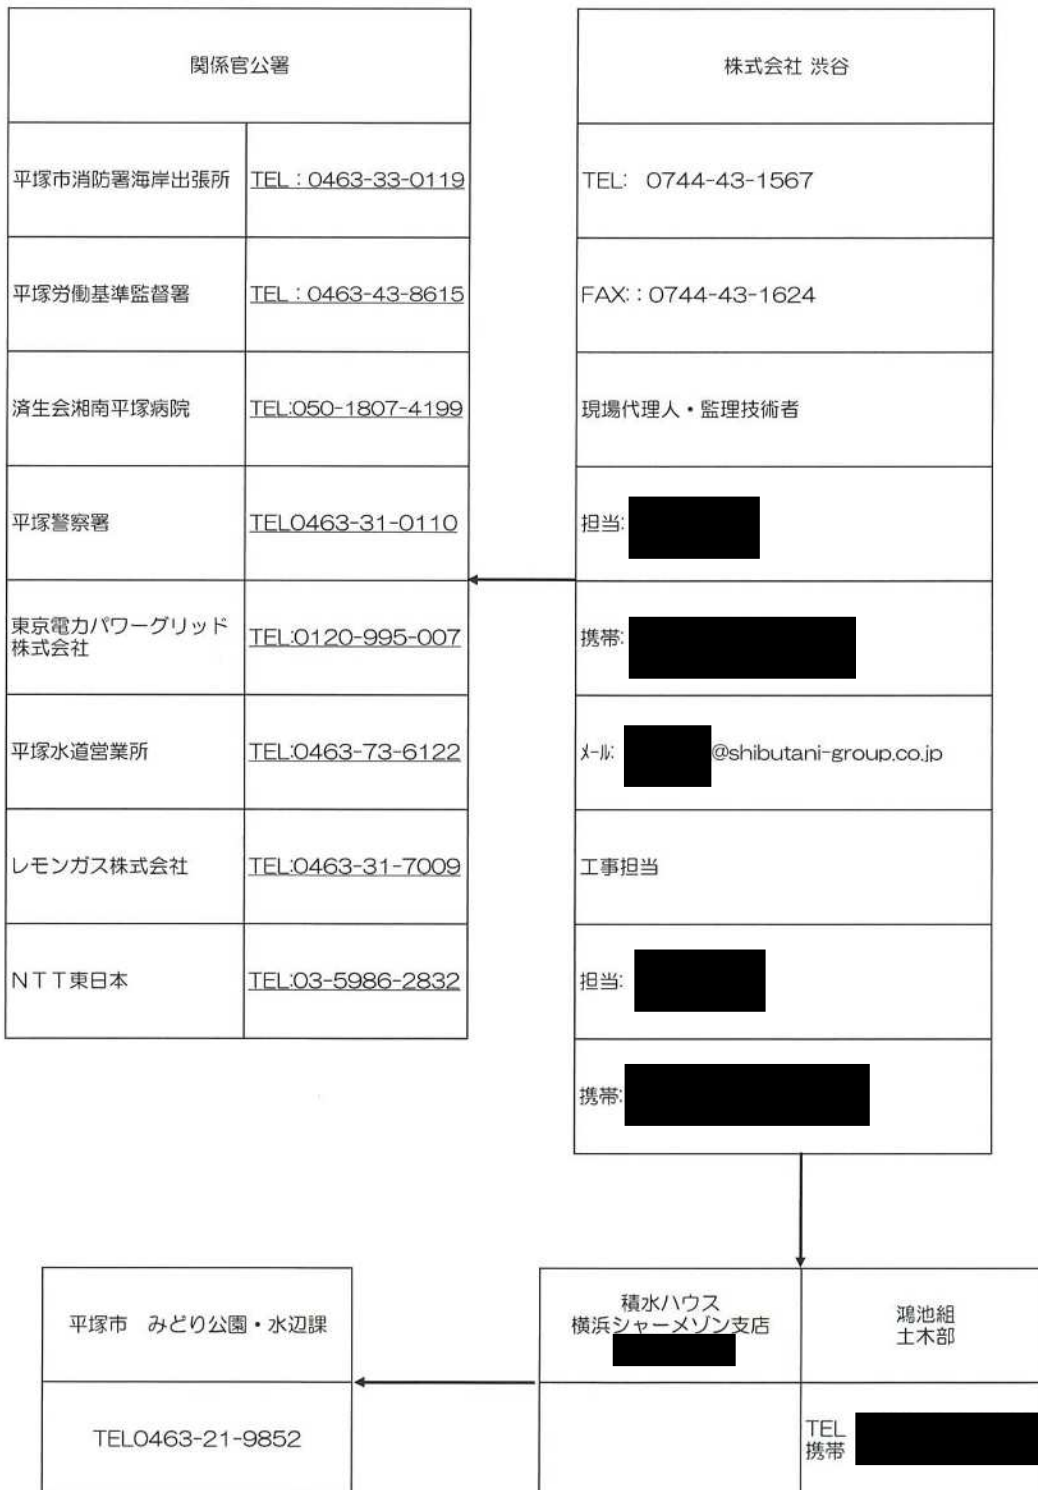 関係官公署
平塚市消防署海岸出張所 TEL：0463-33-0119
平塚労働基準監督署 TEL：0463-43-8615
済生会湘南平塚病院 TEL:050-1807-4199
平塚警察署 TEL0463-31-0110
東京電力パワーグリッド
株式会社 TEL:0120-995-007
平塚水道営業所 TEL:0463-73-6122
レモンガス株式会社 TEL:0463-31-7009
ＮＴＴ東日本 TEL:03-5986-2832
株式会社 渋谷
TEL: 0744-43-1567
FAX:：0744-43-1624
現場代理人・監理技術者
担当:
携帯:
ﾒｰﾙ: @shibutani-group.co.jp
工事担当
担当:
携帯:
平塚市　みどり公園・水辺課
TEL0463-21-9852
積水ハウス
横浜シャーメゾン支店
鴻池組
土木部
TEL
携帯